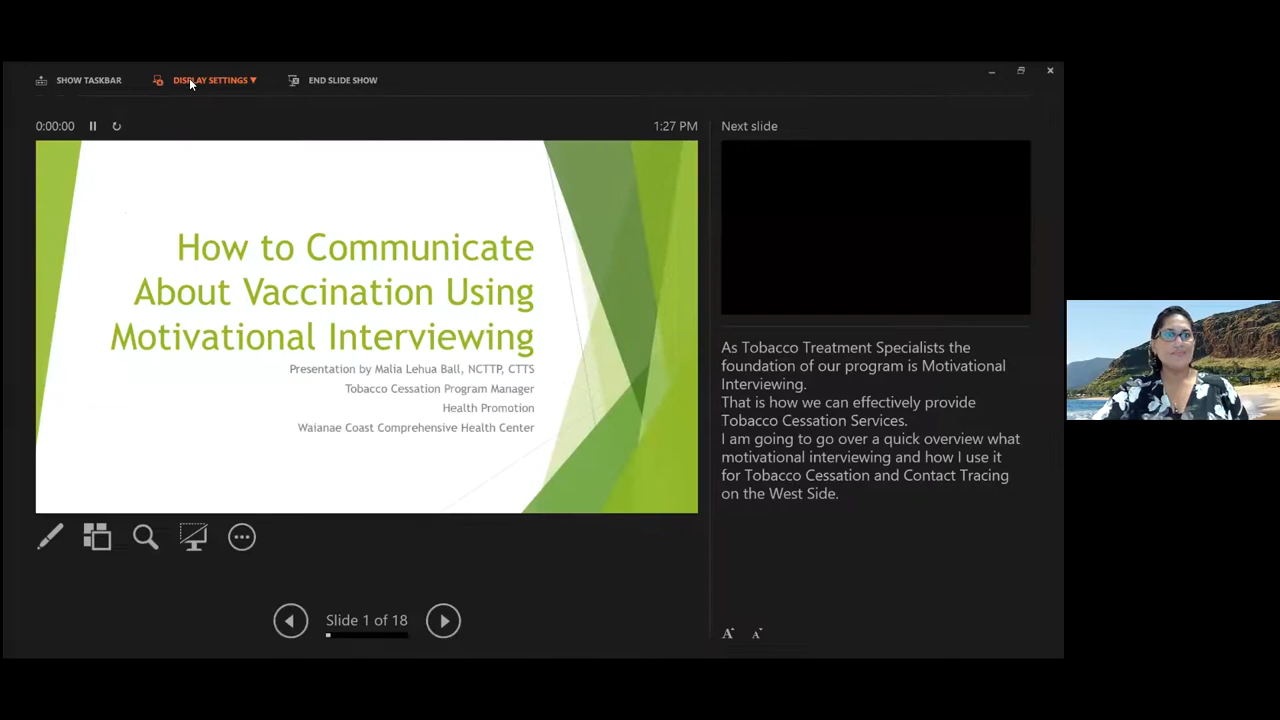 SHOW TASKBAR
DISPLAY SETTINGS ▼
END SLIDE SHOW
0:00:00
1:27 PM
How to Communicate
About Vaccination Using
Motivational Interviewing
Presentation by Malia Lehua Ball, NCTTP, CTTS
Tobacco Cessation Program Manager
Health Promotion
Waianae Coast Comprehensive Health Center
Slide 1 of 18
Next slide
As Tobacco Treatment Specialists the
foundation of our program is Motivational
Interviewing.
That is how we can effectively provide
Tobacco Cessation Services.
I am going to go over a quick overview what
motivational interviewing and how I use it
for Tobacco Cessation and Contact Tracing
on the West Side.
A A